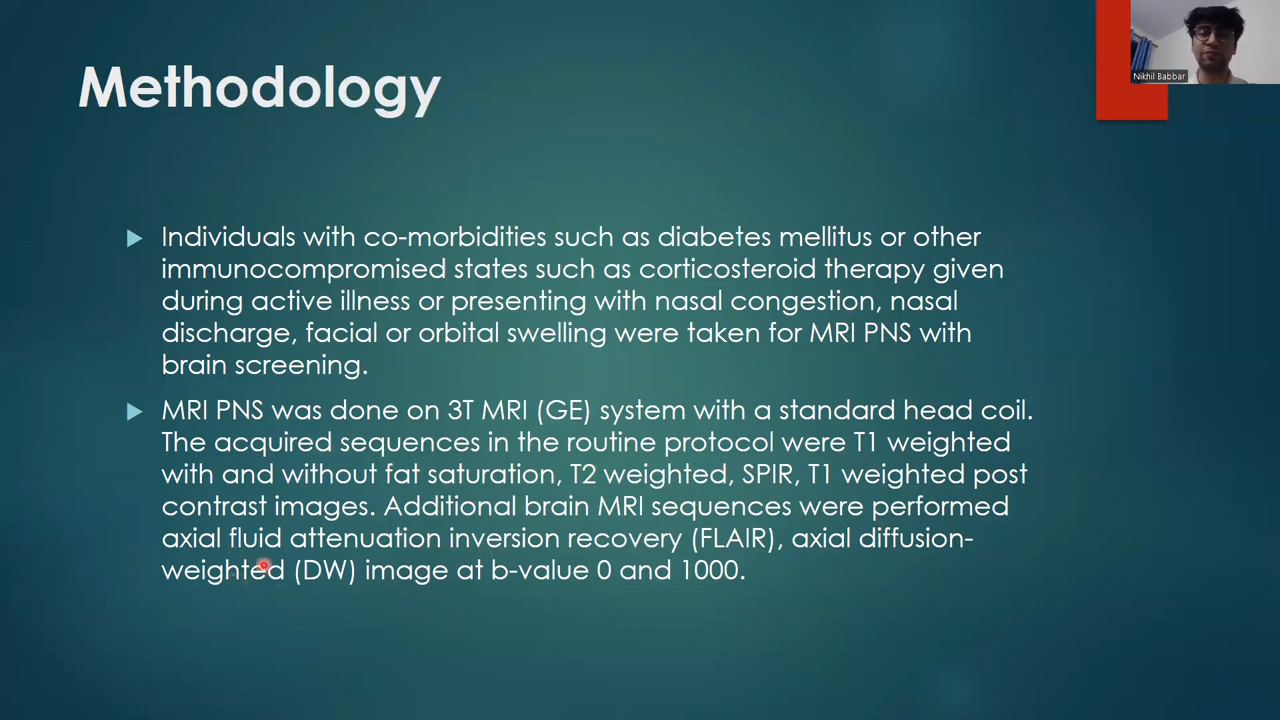 Methodology
Nikhil Babbar
Individuals with co-morbidities such as diabetes mellitus or other
immunocompromised states such as corticosteroid therapy given
during active illness or presenting with nasal congestion, nasal
discharge, facial or orbital swelling were taken for MRI PNS with
brain screening.
MRI PNS was done on 3T MRI (GE) system with a standard head coil.
The acquired sequences in the routine protocol were T1 weighted
with and without fat saturation, T2 weighted, SPIR, T1 weighted post
contrast images. Additional brain MRI sequences were performed
axial fluid attenuation inversion recovery (FLAIR), axial diffusion-
weighted (DW) image at b-value 0 and 1000.